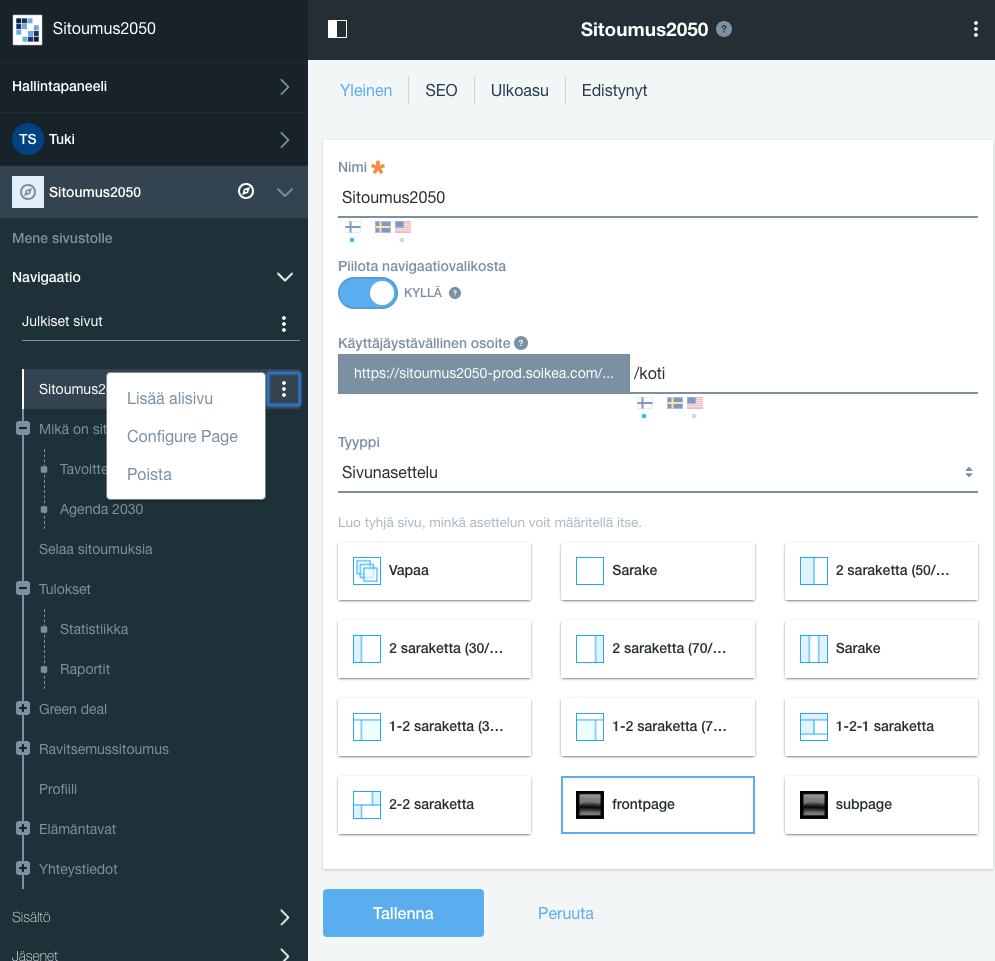 Sitoumus2050
Sitoumus2050
Hallintapaneeli
TS Tuki
Sitoumus2050
Mene sivustolle
Navigaatio
Julkiset sivut
Sitoumus2
Lisää alisivu
Configure Page
Poista
Mikä on sit
Tavoitte
Agenda 2030
Selaa sitoumuksia
Tulokset
Statistiikka
Raportit
Green deal
Ravitsemussitoumus
Profiili
Elämäntavat
Yhteystiedot
Sisältö
Jäsenet
Yleinen SEO Ulkoasu Edistynyt
Nimi
Sitoumus2050
Piilota navigaatiovalikosta
KYLLÄ
Käyttäjäystävällinen osoite
https://sitoumus2050-prod.soikea.com/... /koti
Tyyppi
Sivunasettelu
Luo tyhjä sivu, minkä asettelun voit määritellä itse.
Vapaa Sarake 2 saraketta (50/...
2 saraketta (30/... 2 saraketta (70/... Sarake
1-2 saraketta (3... 1-2 saraketta (7... 1-2-1 saraketta
2-2 saraketta frontpage subpage
Tallenna Peruuta